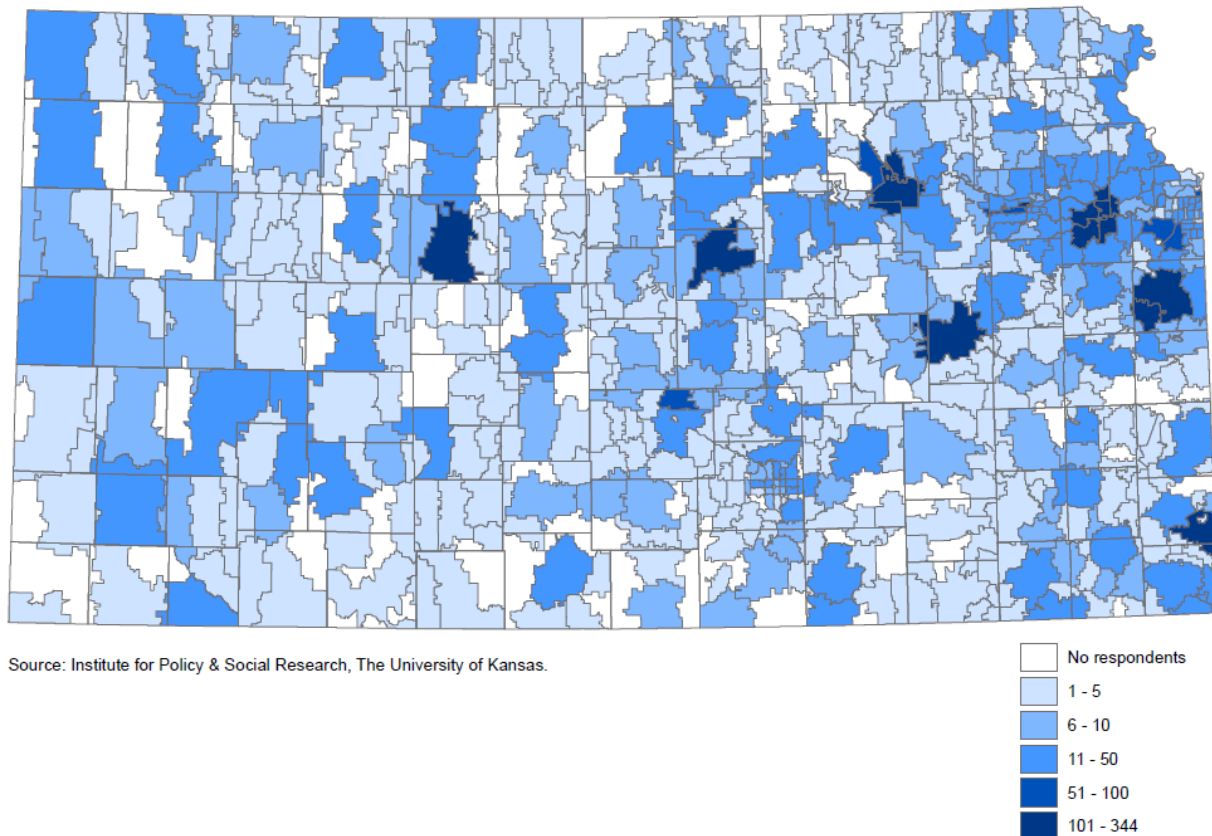 Source: Institute for Policy & Social Research, The University of Kansas.
No respondents
1 - 5
6 - 10
11 - 50
51 - 100
101 - 344